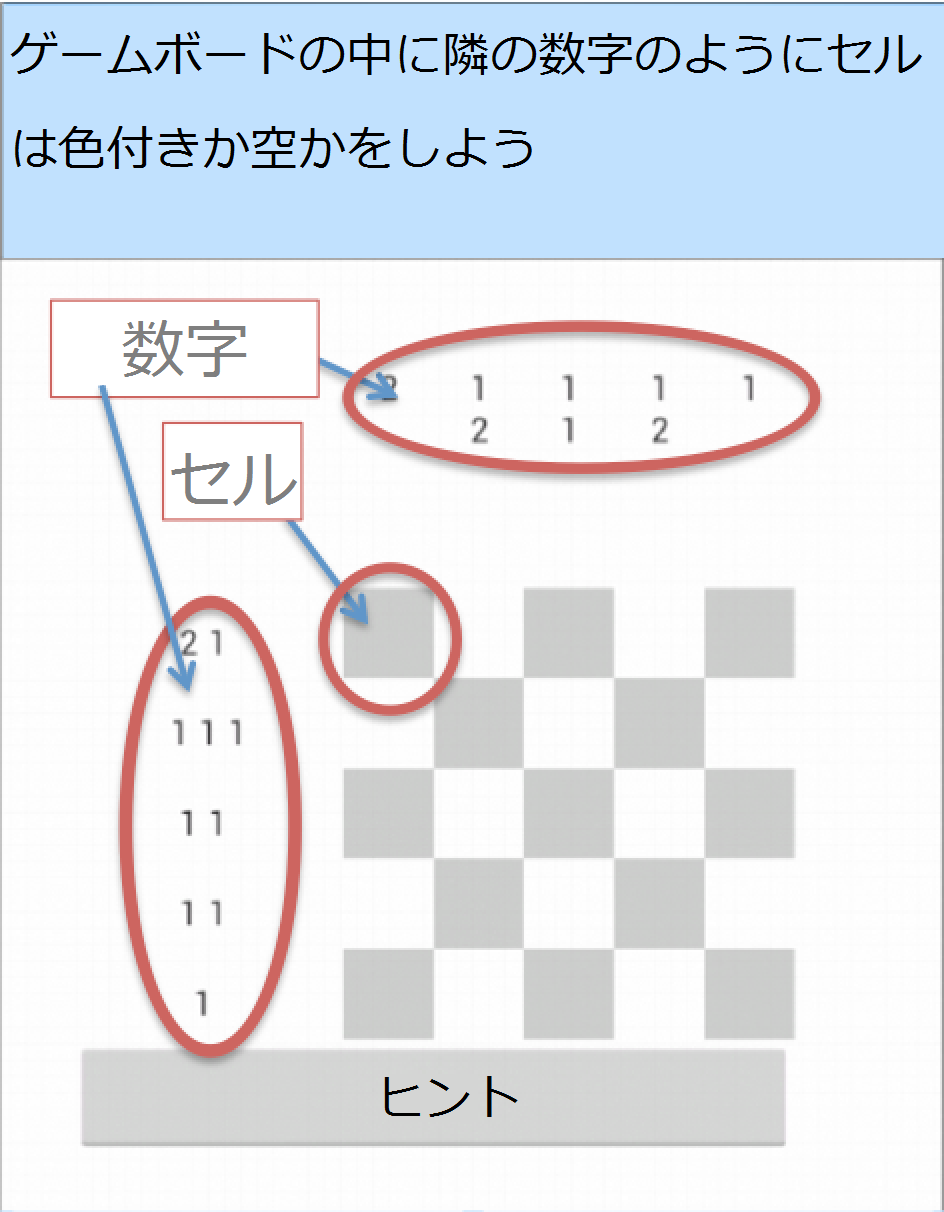 ゲームボードの中に隣の数字のようにセル
は色付きか空かをしよう
数字
2 1 1 1 1
2 1 2
セル
2 1
1 1 1
1 1
1 1
1
ヒント